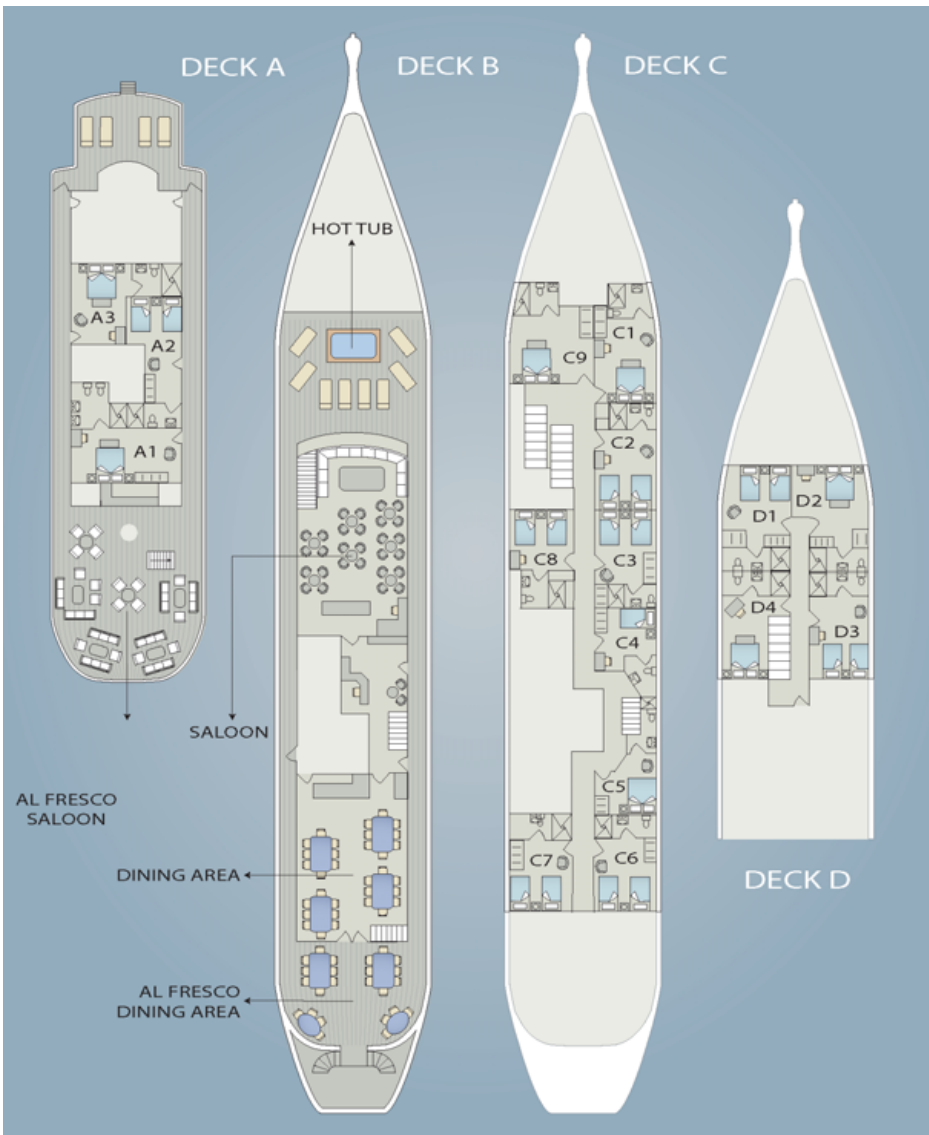 DECK A
DECK B
DECK C
HOT TUB
A3
A2
A1
C9
C1
C2
C8
C3
C4
C5
C7
C6
D1
D2
D4
D3
SALOON
AL FRESCO
SALOON
DINING AREA
AL FRESCO
DINING AREA
DECK D